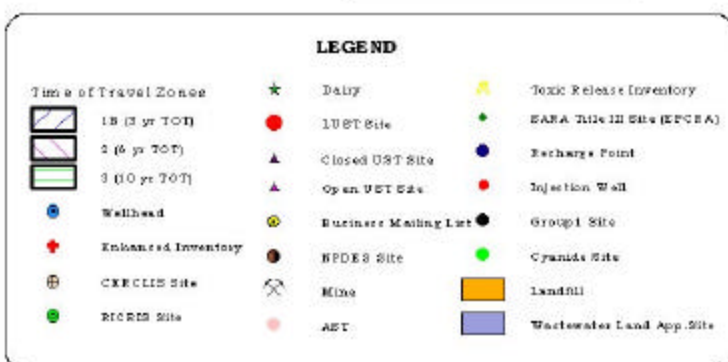 LEGEND
Time of Travel Zones
1B (3 yr TOT)
2 (6 yr TOT)
3 (10 yr TOT)
Wellhead
Enhanced Inventory
CERCLIS Site
RICRIS Site
Dairy
LUST Site
Closed UST Site
Open UST Site
Business Mailing List
NPDES Site
Mine
AST
Toxic Release Inventory
SARA Title III Site (EPCRA)
Recharge Point
Injection Well
Group1 Site
Cyanide Site
Landfill
Wastewater Land App.Site